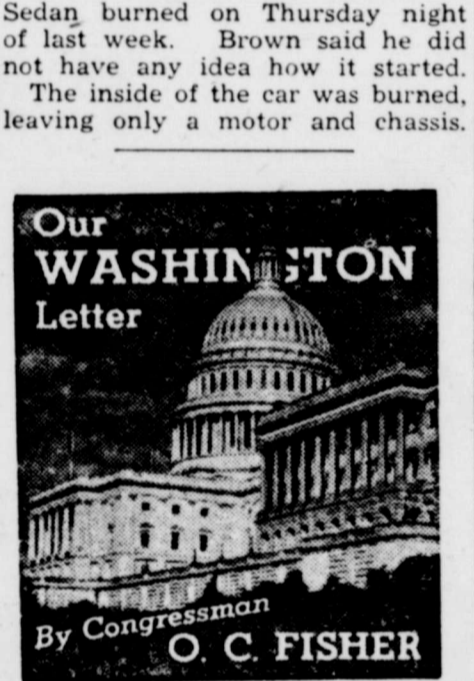 Sedan burned on Thursday night
of last week. Brown said he did
not have any idea how it started.
The inside of the car was burned,
leaving only a motor and chassis.
Our
WASHINGTON
Letter
By Congressman
O. C. FISHER